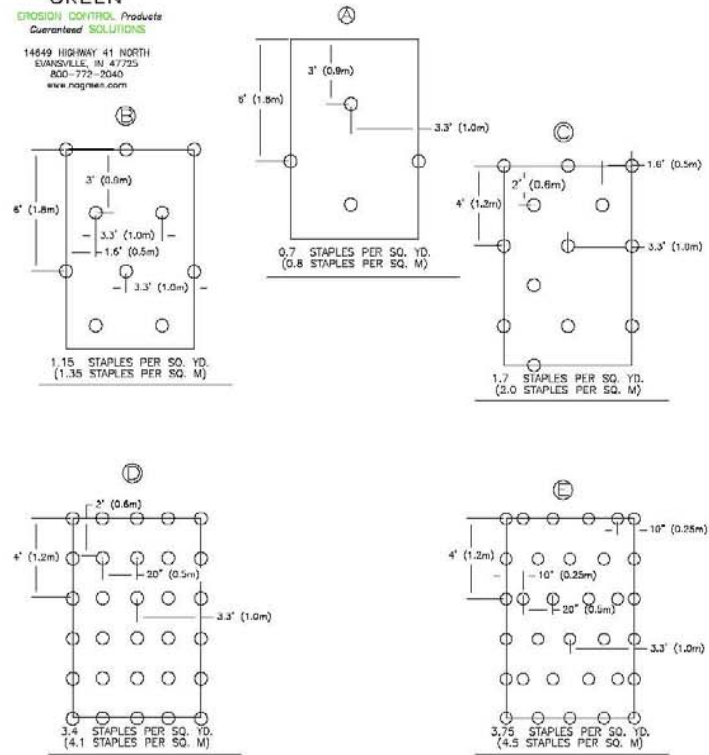 GREEN
EROSION CONTROL Products
Guaranteed SOLUTIONS
14649 HIGHWAY 41 NORTH
EVANSVILLE, IN 47725
800-772-2040
www.nagreen.com
A
3' (0.9m)
6' (1.8m)
3.3' (1.0m)
0.7 STAPLES PER SQ. YD.
(0.8 STAPLES PER SQ. M)
B
3' (0.9m)
6' (1.8m)
3.3' (1.0m)
1.6' (0.5m)
3.3' (1.0m)
1.15 STAPLES PER SQ. YD.
(1.35 STAPLES PER SQ. M)
C
1.6' (0.5m)
2' (0.6m)
4' (1.2m)
3.3' (1.0m)
1.7 STAPLES PER SQ. YD.
(2.0 STAPLES PER SQ. M)
D
2' (0.6m)
4' (1.2m)
20" (0.5m)
3.3' (1.0m)
3.4 STAPLES PER SQ. YD.
(4.1 STAPLES PER SQ. M)
E
10" (0.25m)
4' (1.2m)
10" (0.25m)
20" (0.5m)
3.3' (1.0m)
3.75 STAPLES PER SQ. YD.
(4.5 STAPLES PER SQ. M)